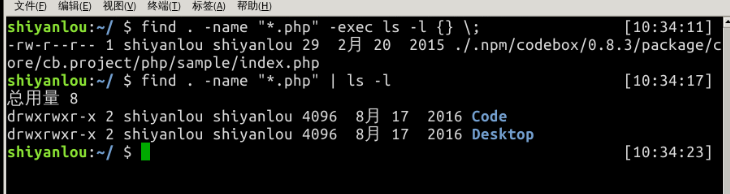 文件(F) 编辑(E) 视图(V) 终端(T) 标签(A) 帮助(H)
shiyanlou:~/ $ find . -name "*.php" -exec ls -l {} \; [10:34:11]
-rw-r--r-- 1 shiyanlou shiyanlou 29 2月 20 2015 ./.npm/codebox/0.8.3/package/c
ore/cb.project/php/sample/index.php
shiyanlou:~/ $ find . -name "*.php" | ls -l [10:34:17]
总用量 8
drwxrwxr-x 2 shiyanlou shiyanlou 4096 8月 17 2016 Code
drwxrwxr-x 2 shiyanlou shiyanlou 4096 8月 17 2016 Desktop
shiyanlou:~/ $ [10:34:23]